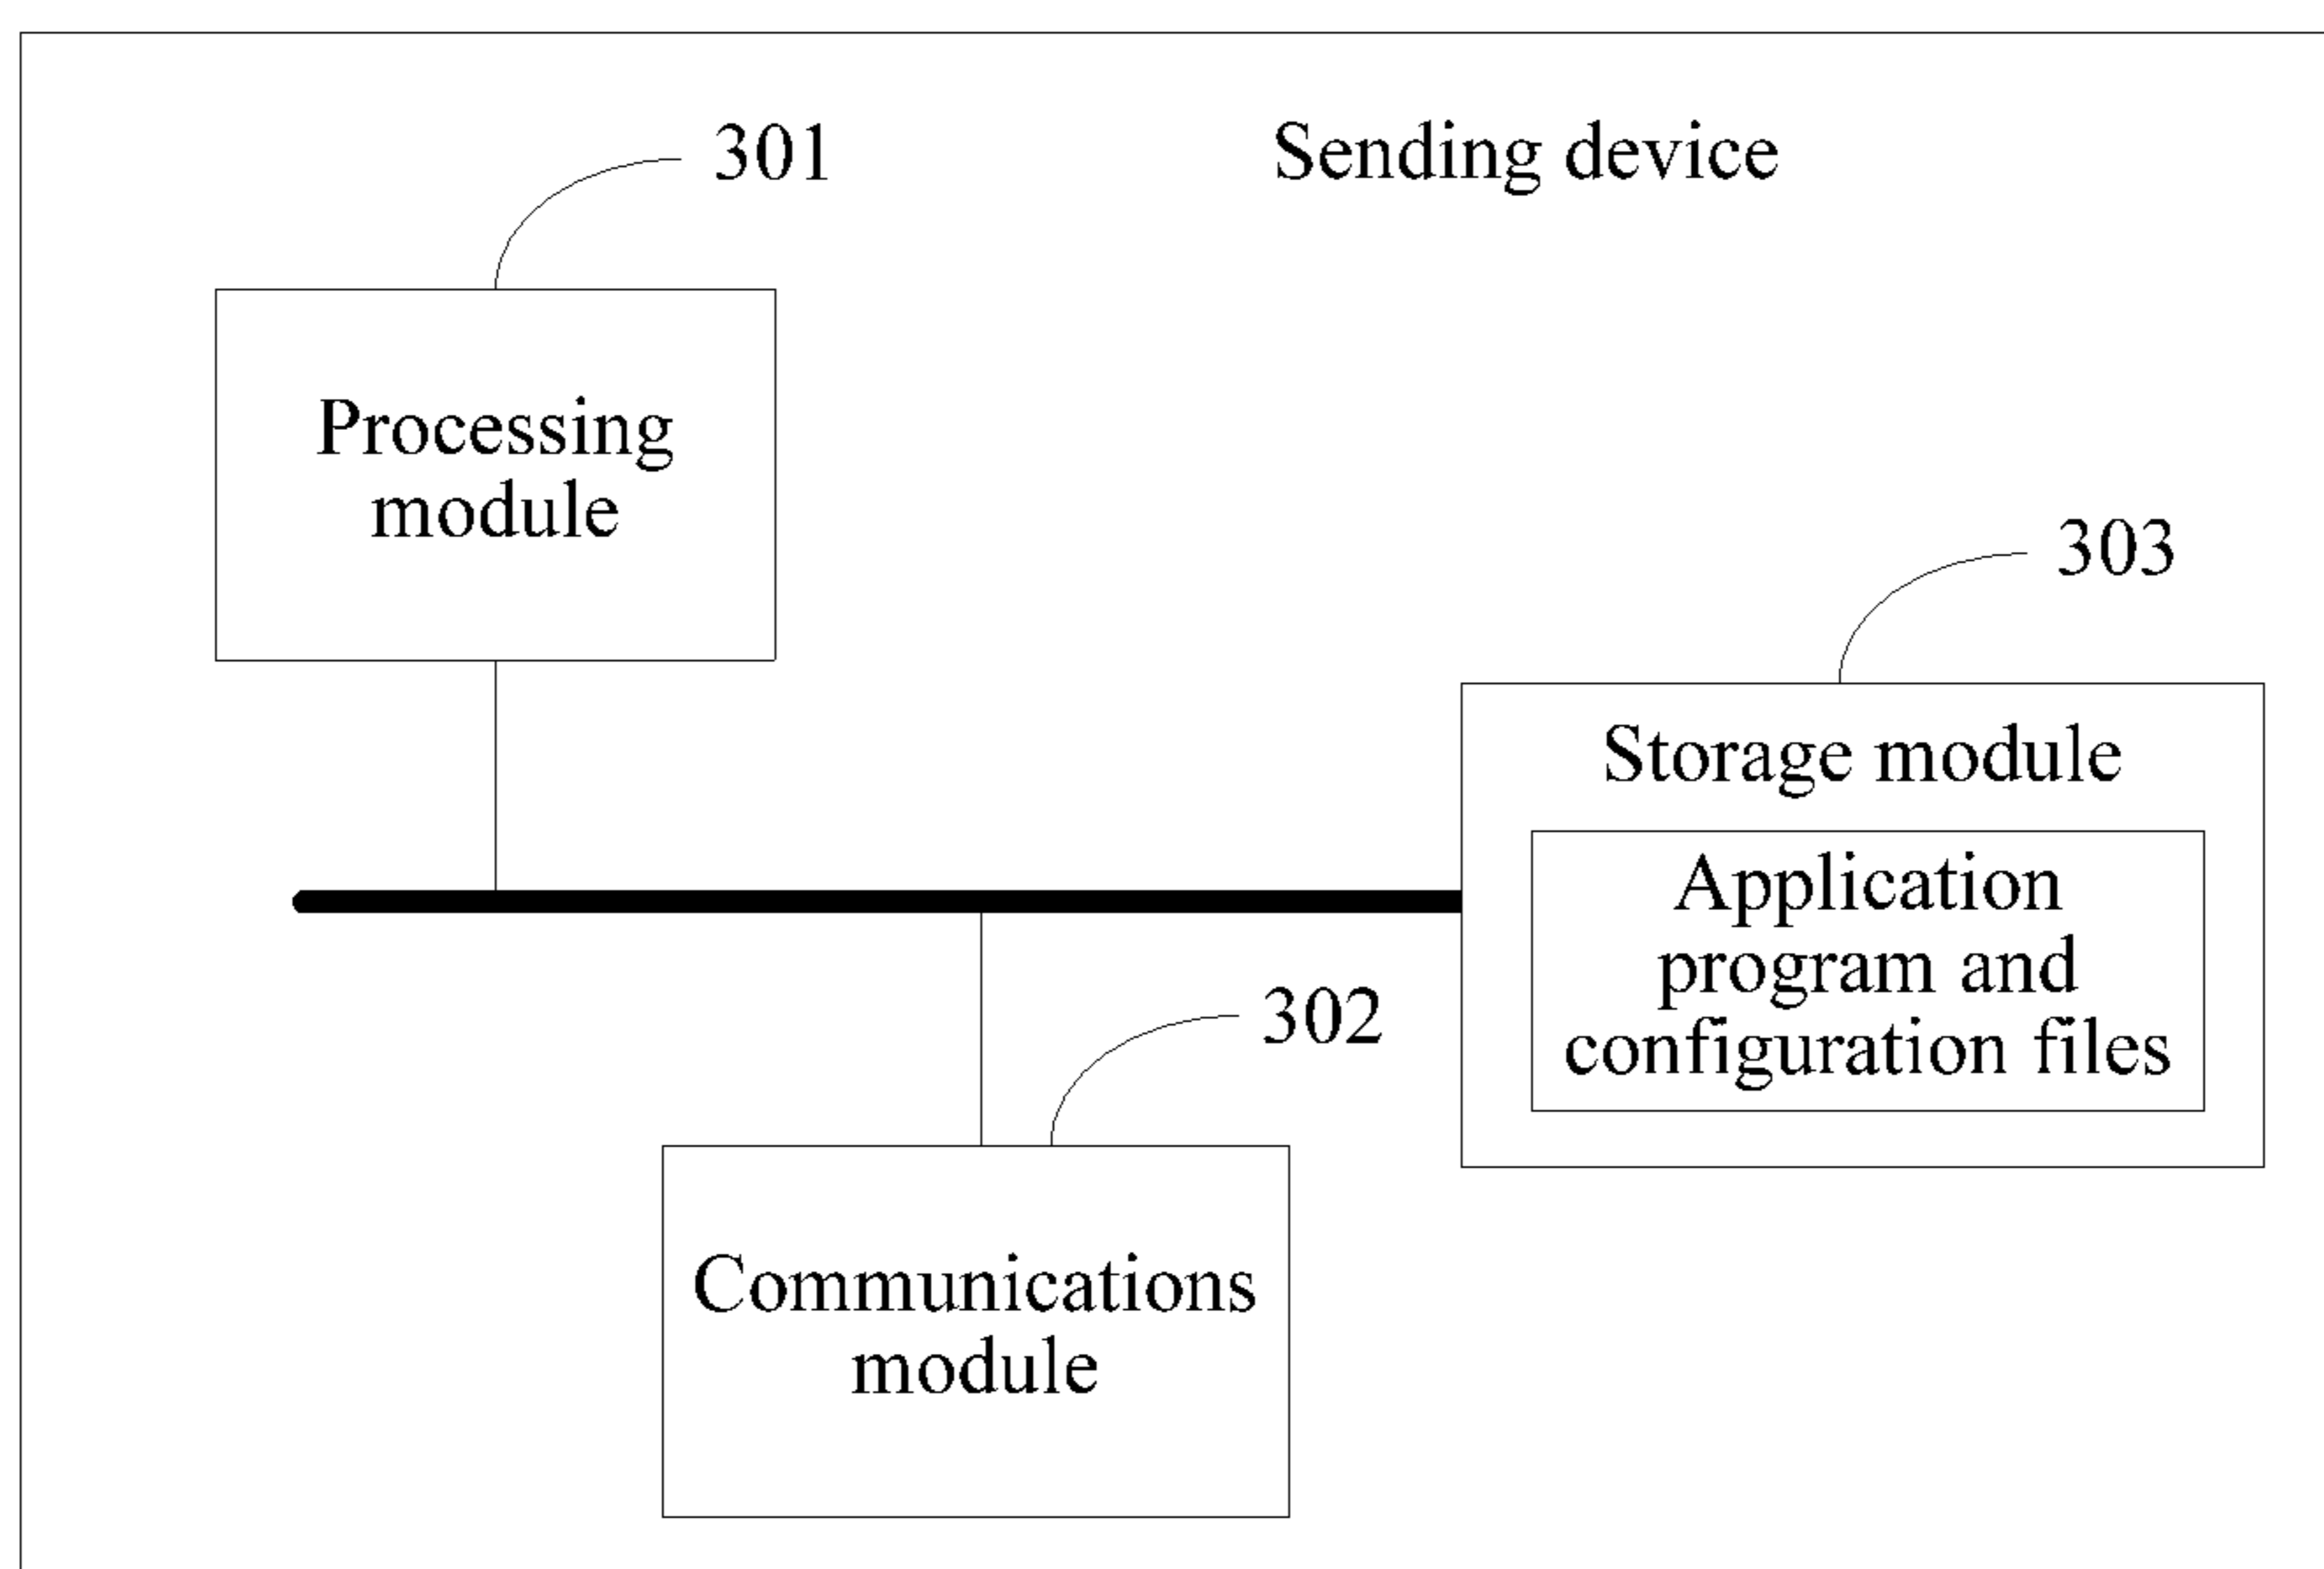 301
Sending device
Processing
module
303
Storage module
Application
program and
configuration files
302
Communications
module